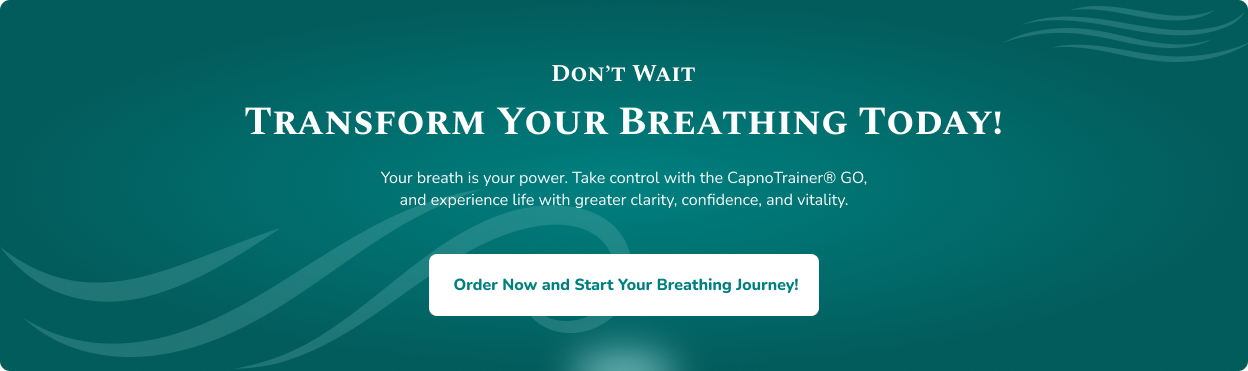 Don’t Wait
Transform Your Breathing Today!
Your breath is your power. Take control with the CapnoTrainer® GO,
and experience life with greater clarity, confidence, and vitality.
Order Now and Start Your Breathing Journey!